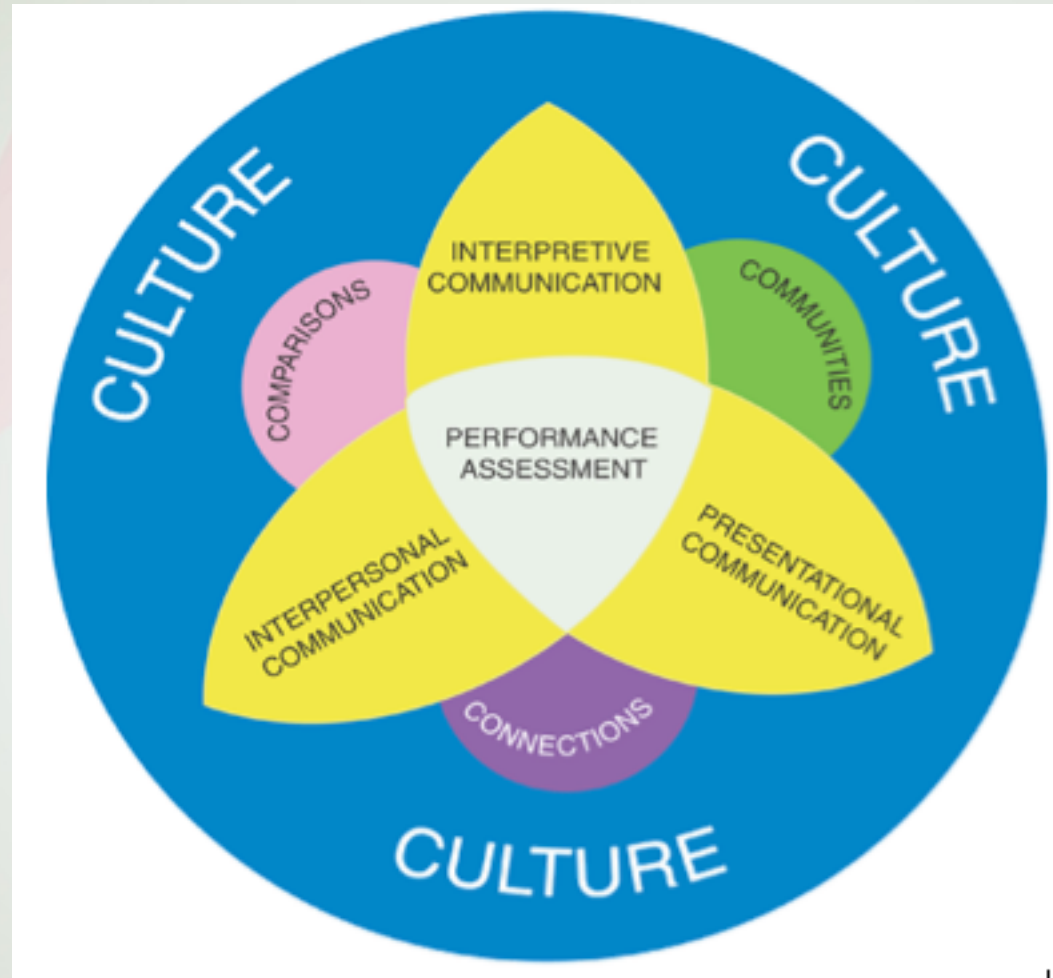 CULTURE
CULTURE
INTERPRETIVE
COMMUNICATION
COMPARISONS
COMMUNITIES
PERFORMANCE
ASSESSMENT
INTERPERSONAL
COMMUNICATION
PRESENTATIONAL
COMMUNICATION
CONNECTIONS
CULTURE